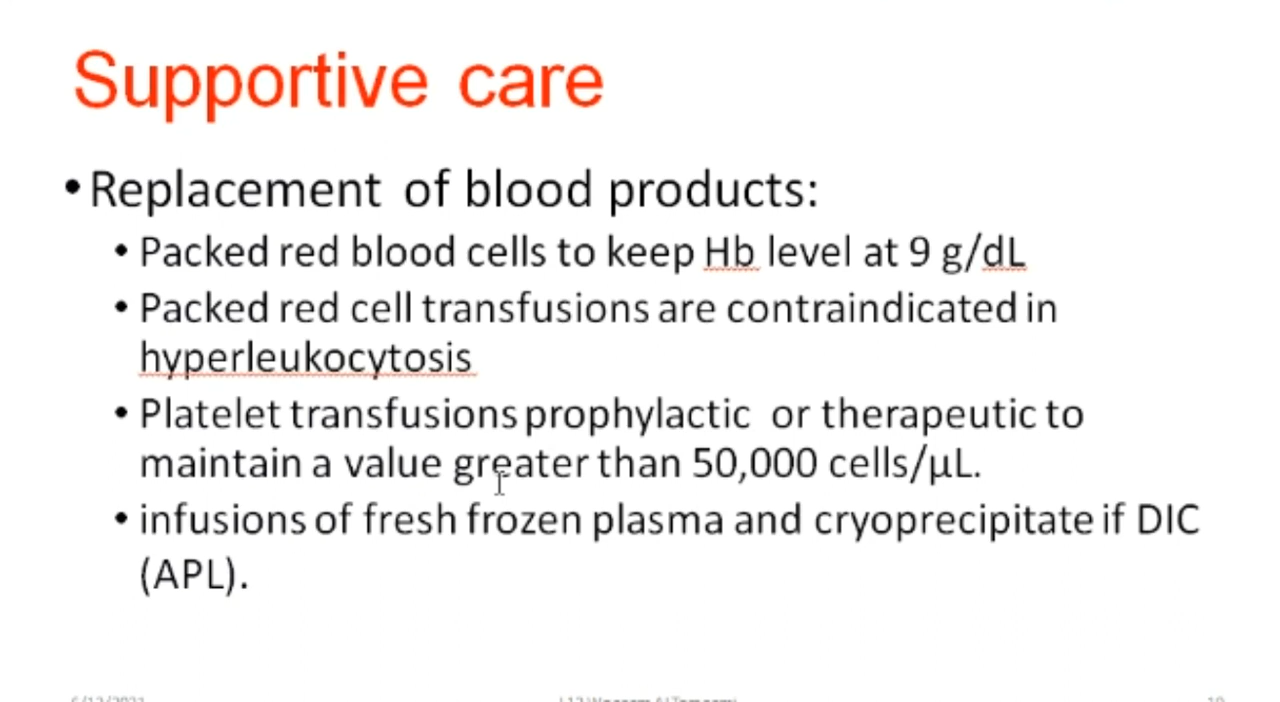 Supportive care
• Replacement of blood products:
• Packed red blood cells to keep Hb level at 9 g/dL
• Packed red cell transfusions are contraindicated in
hyperleukocytosis
• Platelet transfusions prophylactic or therapeutic to
maintain a value greater than 50,000 cells/µL.
• infusions of fresh frozen plasma and cryoprecipitate if DIC
(APL).